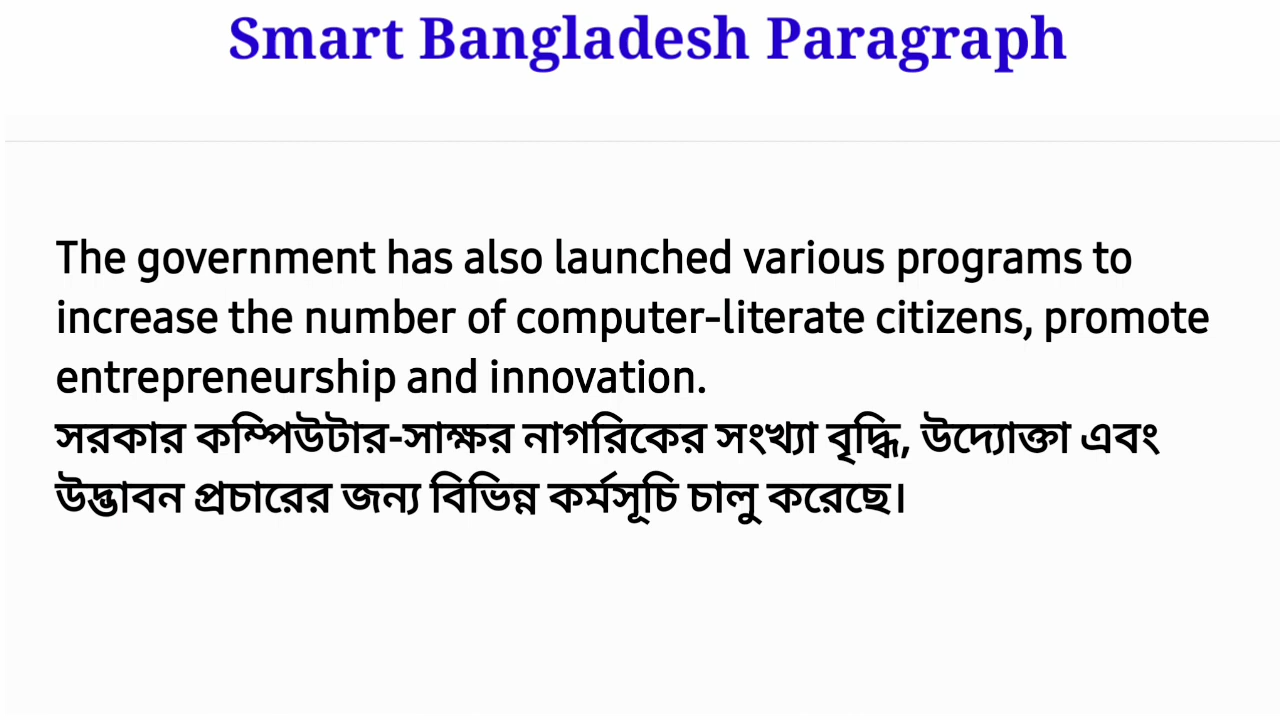 Smart Bangladesh Paragraph
The government has also launched various programs to
increase the number of computer-literate citizens, promote
entrepreneurship and innovation.
সরকার কম্পিউটার-সাক্ষর নাগরিকের সংখ্যা বৃদ্ধি, উদ্যোক্তা এবং
উদ্ভাবন প্রচারের জন্য বিভিন্ন কর্মসূচি চালু করেছে।